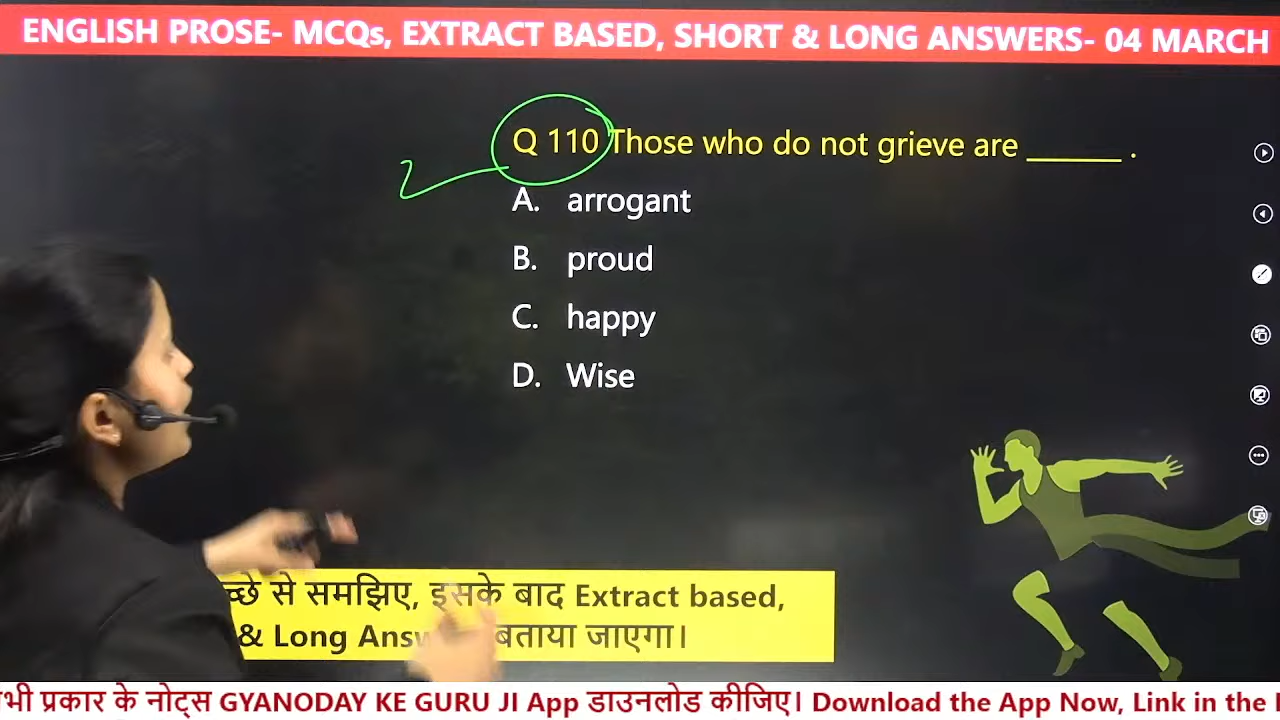 ENGLISH PROSE- MCQs, EXTRACT BASED, SHORT & LONG ANSWERS- 04 MARCH
Q 110 Those who do not grieve are ______ .
A. arrogant
B. proud
C. happy
D. Wise
से समझिए, इसके बाद Extract based,
& Long बताया जाएगा।
प्रकार के नोट्स GYANODAY KE GURU JI App डाउनलोड कीजिए। Download the App Now, Link in the